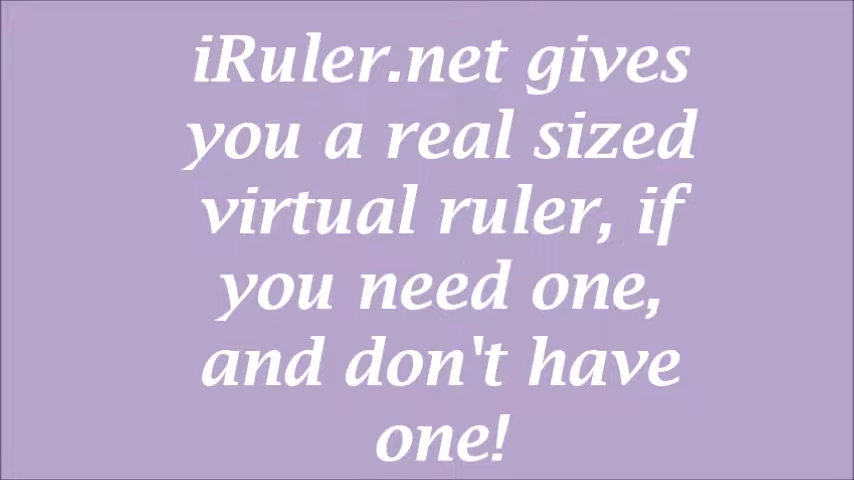 iRuler.net gives
you a real sized
virtual ruler, if
you need one,
and don't have
one!